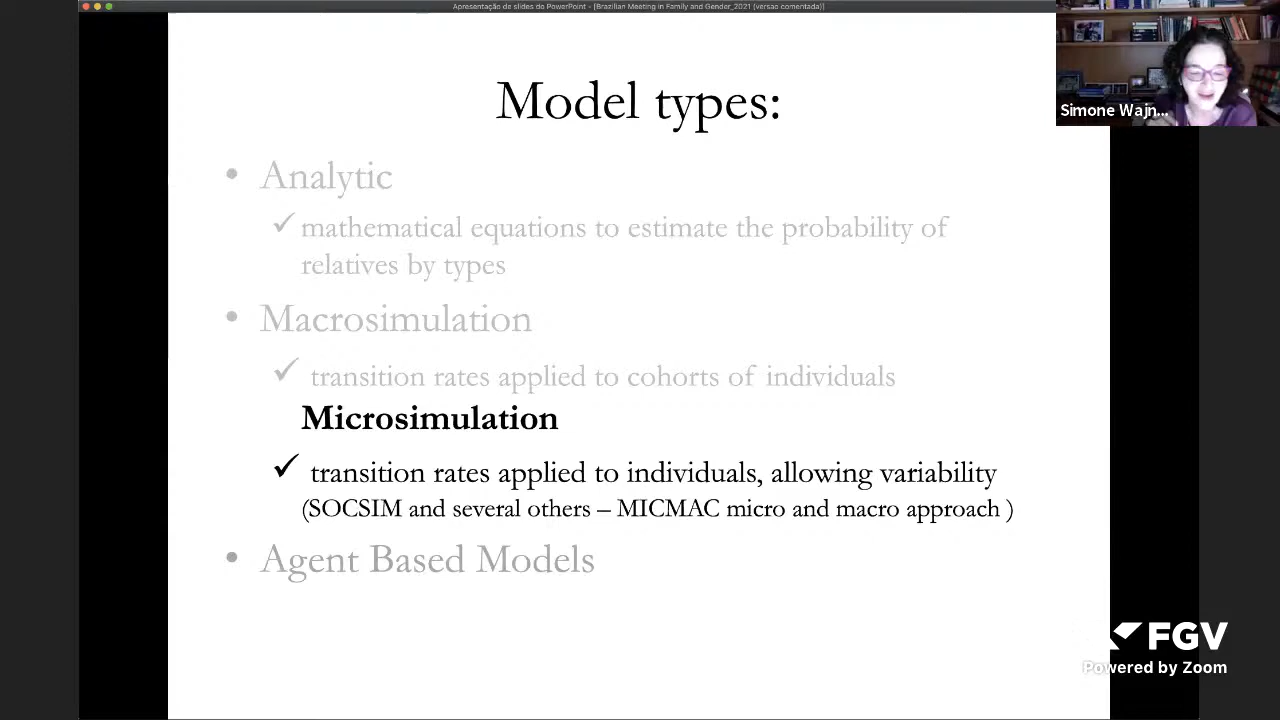 Apresentação de slides do PowerPoint - [Brazilian Meeting in Family and Gender_2021 (versao comentada)]
Simone Wajn...
Model types:
• Analytic
✓ mathematical equations to estimate the probability of
relatives by types
• Macrosimulation
✓ transition rates applied to cohorts of individuals
Microsimulation
✓ transition rates applied to individuals, allowing variability
(SOCSIM and several others – MICMAC micro and macro approach )
• Agent Based Models
FGV
Powered by Zoom